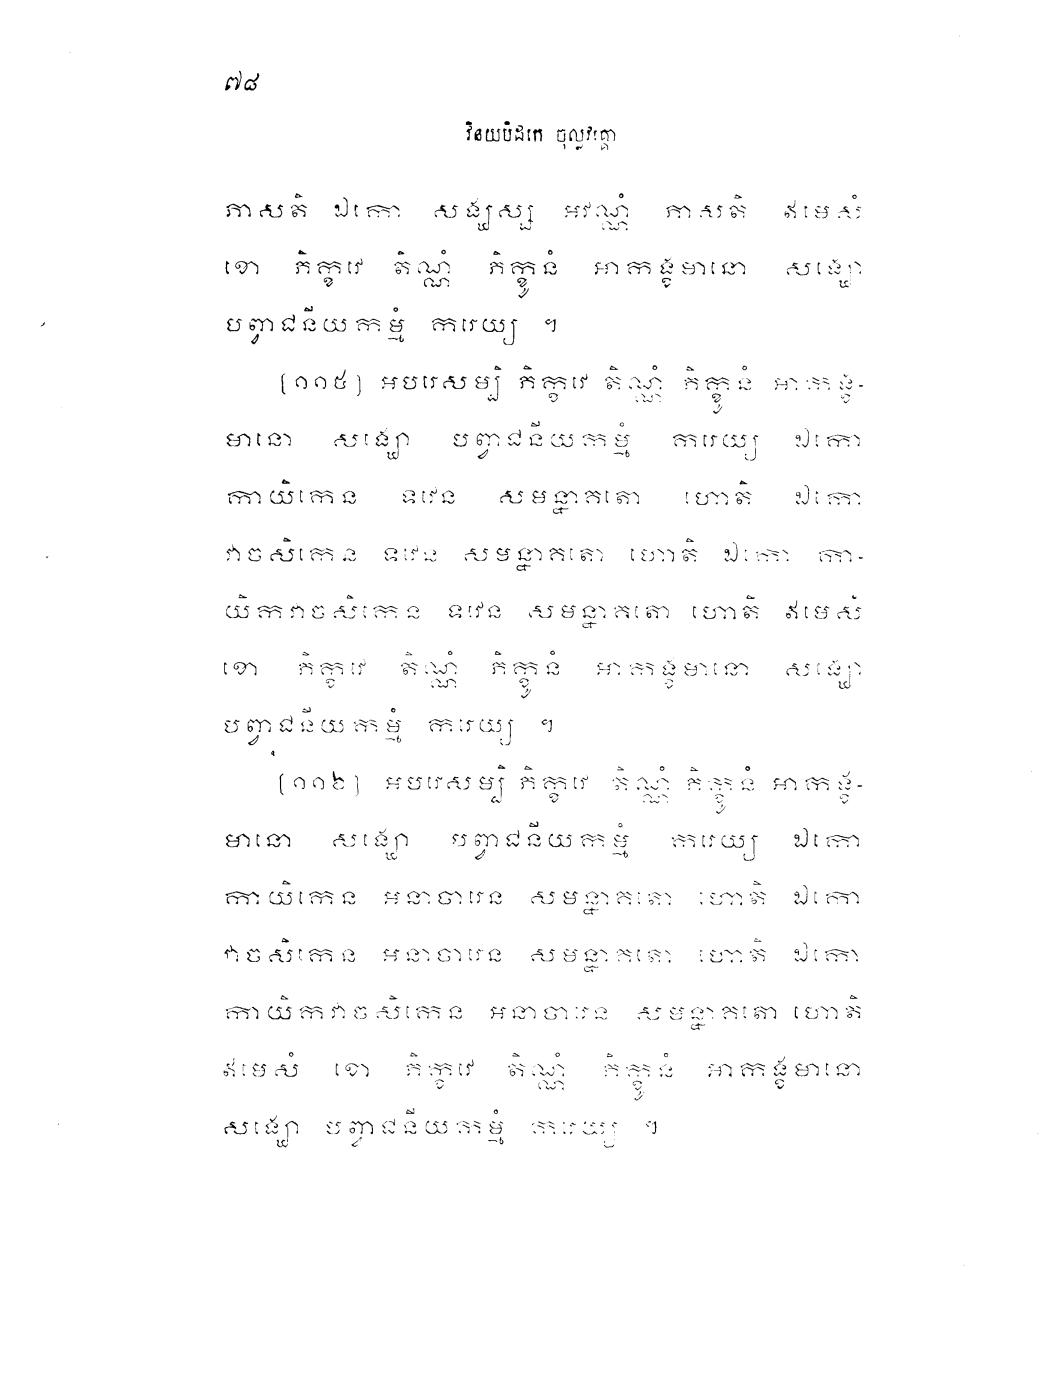 ៧៨
វិនយបិដកេ ចុល្លវគ្គោ
ភាសតិ ឯកោ សង្ឃស្ស អវណ្ណំ ភាសតិ ឥមេសំ
ខោ ភិក្ខវេ តិណ្ណំ ភិក្ខូនំ អាកង្ខមានោ សង្ឃោ
បព្វាជនីយកម្មំ ករេយ្យ ។
(១១៥) អបរេសម្បិ ភិក្ខវេ តិណ្ណំ ភិក្ខូនំ អាកង្ខ-
មានោ សង្ឃោ បព្វាជនីយកម្មំ ករេយ្យ ឯកោ
កាយិកេន ទវេន សមន្នាគតោ ហោតិ ឯកោ
វាចសិកេន ទវេន សមន្នាគតោ ហោតិ ឯកោ កា-
យិកវាចសិកេន ទវេន សមន្នាគតោ ហោតិ ឥមេសំ
ខោ ភិក្ខវេ តិណ្ណំ ភិក្ខូនំ អាកង្ខមានោ សង្ឃោ
បព្វាជនីយកម្មំ ករេយ្យ ។
(១១៦) អបរេសម្បិ ភិក្ខវេ តិណ្ណំ ភិក្ខូនំ អាកង្ខ-
មានោ សង្ឃោ បព្វាជនីយកម្មំ ករេយ្យ ឯកោ
កាយិកេន អនាចារេន សមន្នាគតោ ហោតិ ឯកោ
វាចសិកេន អនាចារេន សមន្នាគតោ ហោតិ ឯកោ
កាយិកវាចសិកេន អនាចារេន សមន្នាគតោ ហោតិ
ឥមេសំ ខោ ភិក្ខវេ តិណ្ណំ ភិក្ខូនំ អាកង្ខមានោ
សង្ឃោ បព្វាជនីយកម្មំ ករេយ្យ ។